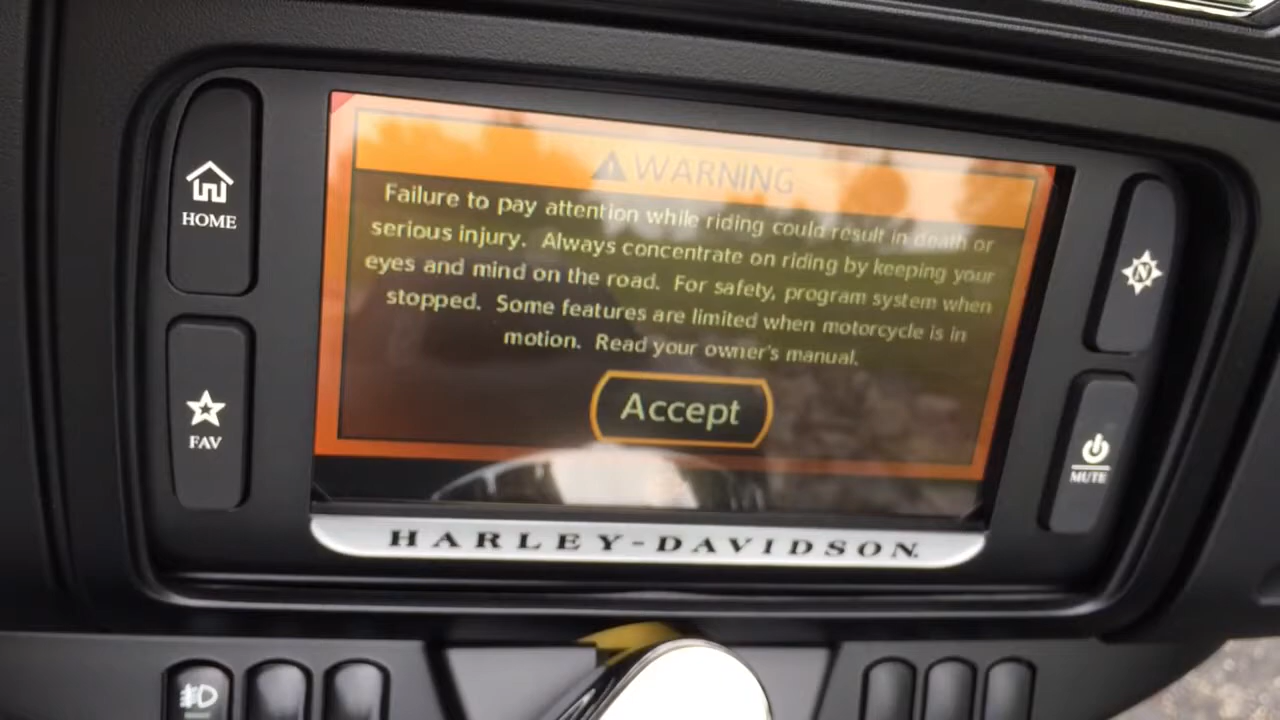 WARNING
Failure to pay attention while riding could result in death or
serious injury. Always concentrate on riding by keeping your
eyes and mind on the road. For safety, program system when
stopped. Some features are limited when motorcycle is in
motion. Read your owner's manual.
Accept
HOME
FAV
N
MUTE
HARLEY-DAVIDSON